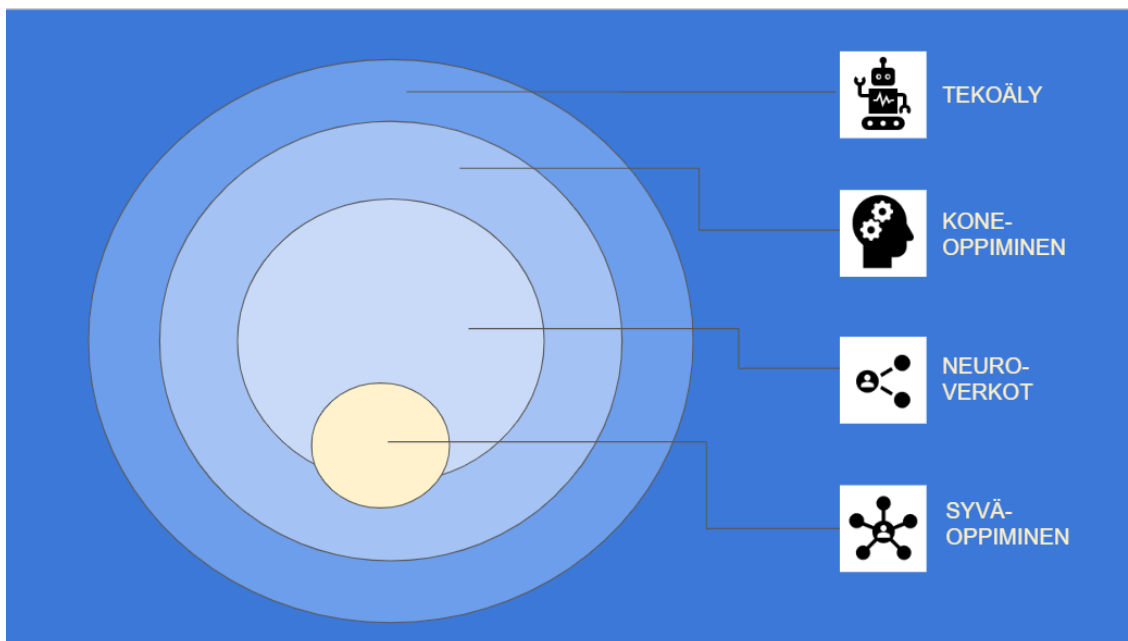 TEKOÄLY
KONE-
OPPIMINEN
NEURO-
VERKOT
SYVÄ-
OPPIMINEN